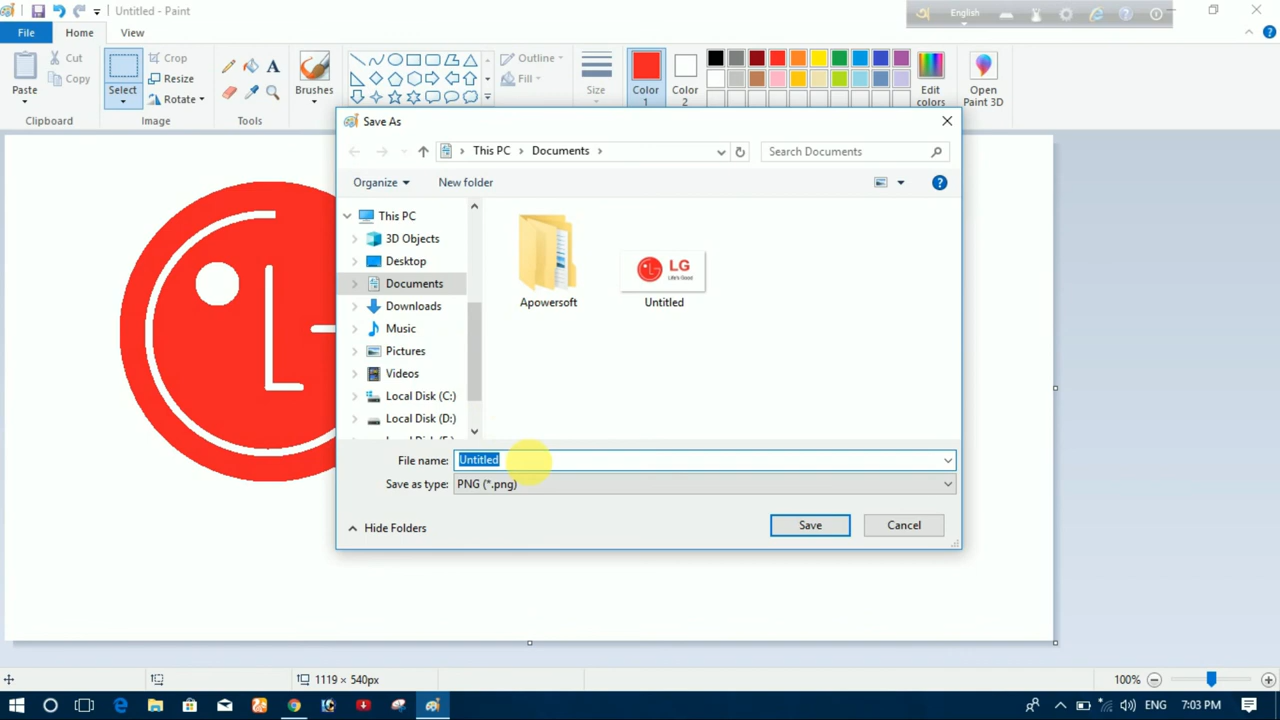 Untitled - Paint
English
File Home View
Paste
Cut
Copy
Clipboard
Select
Crop
Resize
Rotate
Image
Tools
Brushes
Outline
Fill
Size
Color 1
Color 2
Edit colors
Open Paint 3D
Save As
This PC > Documents >
Search Documents
Organize
New folder
This PC
3D Objects
Desktop
Documents
Downloads
Music
Pictures
Videos
Local Disk (C:)
Local Disk (D:)
Apowersoft
LG
Life's Good
Untitled
File name: Untitled
Save as type: PNG (*.png)
Hide Folders
Save
Cancel
1119 × 540px
100%
ENG
7:03 PM